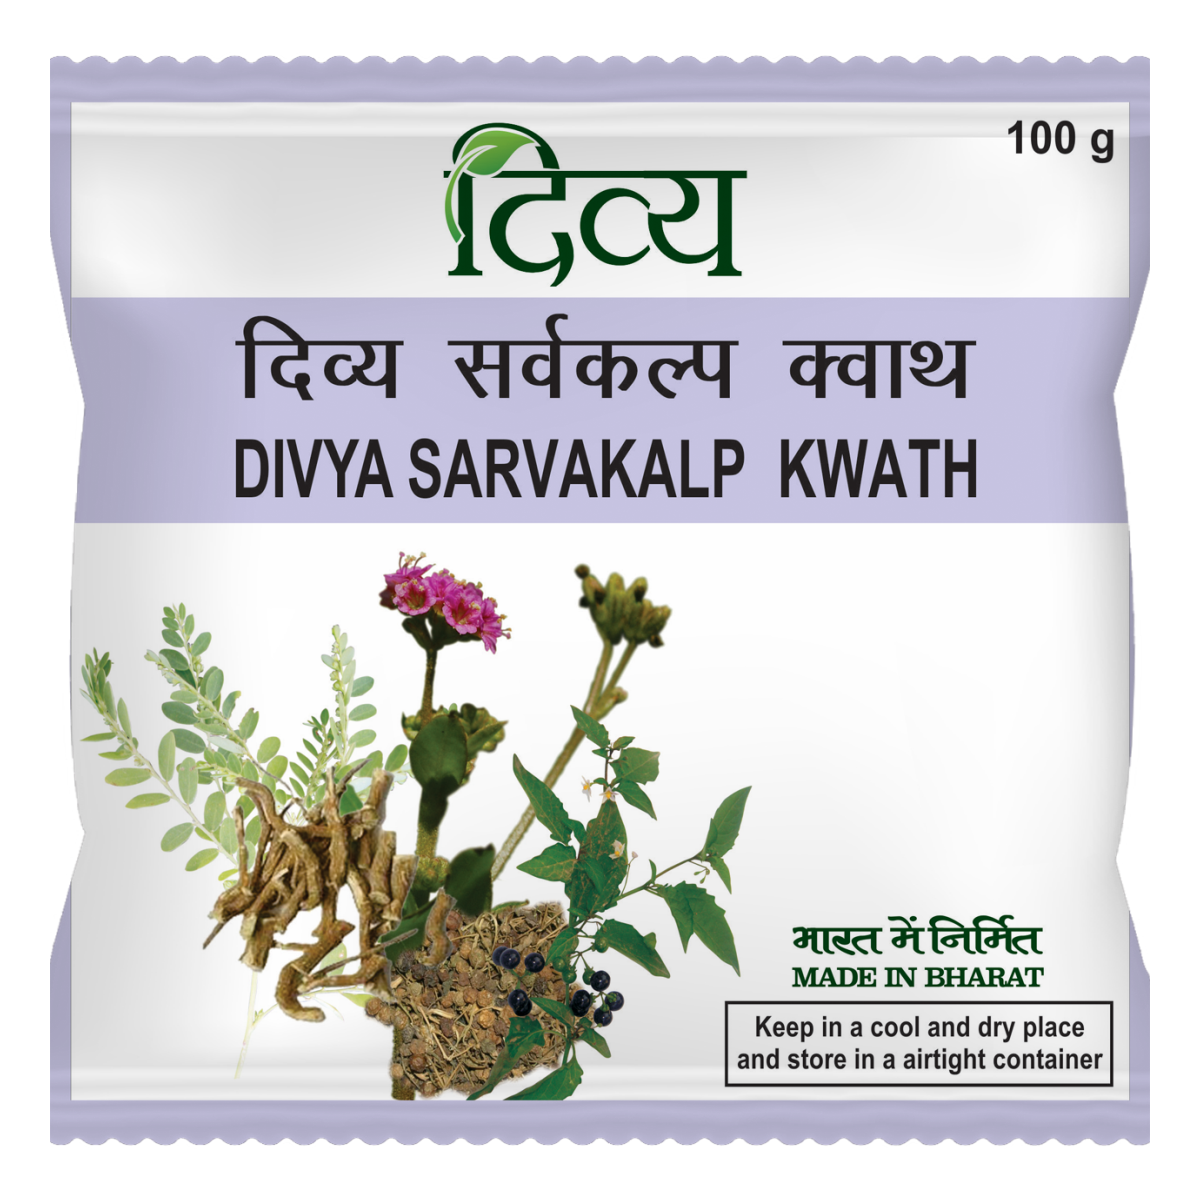 100 g
दिव्य
दिव्य सर्वकल्प क्वाथ
DIVYA SARVAKALP KWATH
भारत में निर्मित
MADE IN BHARAT
Keep in a cool and dry place
and store in a airtight container